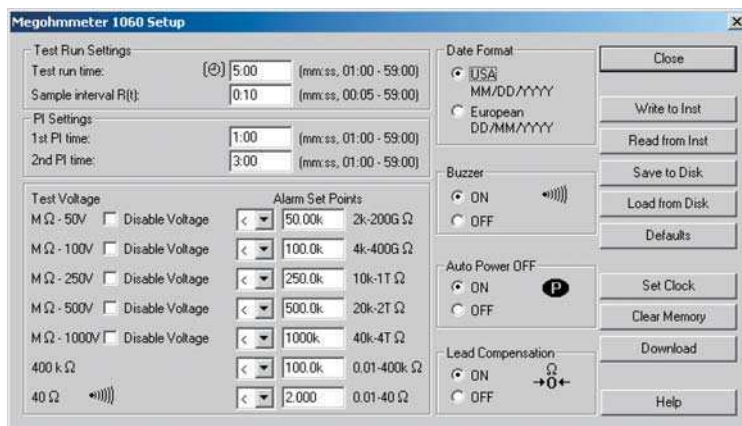 Megohmmeter 1060 Setup
Test Run Settings
Test run time: 5:00 (mm:ss, 01:00 - 59:00)
Sample interval R(t): 0:10 (mm:ss, 00:05 - 59:00)
PI Settings
1st PI time: 1:00 (mm:ss, 01:00 - 59:00)
2nd PI time: 3:00 (mm:ss, 01:00 - 59:00)
Test Voltage Alarm Set Points
M Ω - 50V Disable Voltage < 50.00k 2k-200G Ω
M Ω - 100V Disable Voltage < 100.0k 4k-400G Ω
M Ω - 250V Disable Voltage < 250.0k 10k-1T Ω
M Ω - 500V Disable Voltage < 500.0k 20k-2T Ω
M Ω - 1000V Disable Voltage < 1000k 40k-4T Ω
400 k Ω < 100.0k 0.01-400k Ω
40 Ω < 2.000 0.01-40 Ω
Date Format
USA
MM/DD/YYYY
European
DD/MM/YYYY
Buzzer
ON
OFF
Auto Power OFF
ON P
OFF
Lead Compensation
ON Ω
→0←
OFF
Close
Write to Inst
Read from Inst
Save to Disk
Load from Disk
Defaults
Set Clock
Clear Memory
Download
Help